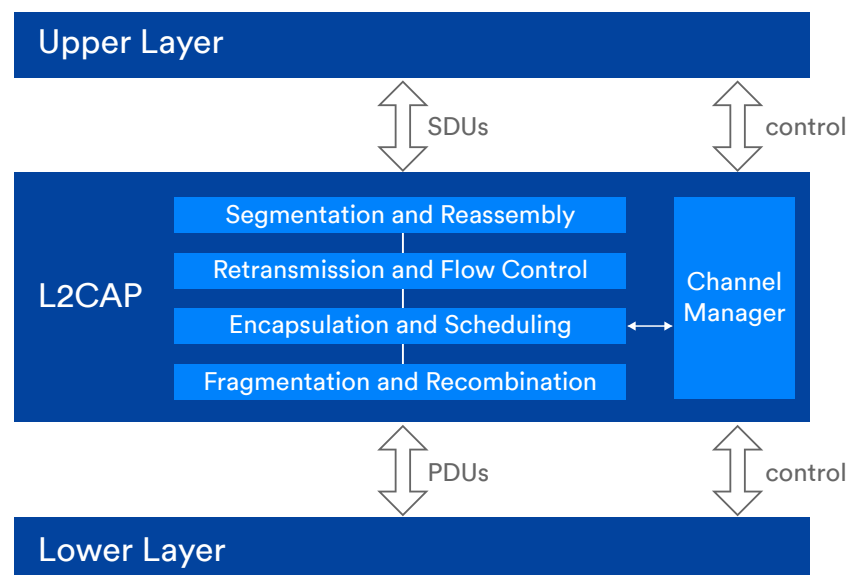 Upper Layer
SDUs
control
L2CAP
Segmentation and Reassembly
Retransmission and Flow Control
Encapsulation and Scheduling
Fragmentation and Recombination
Channel
Manager
PDUs
control
Lower Layer